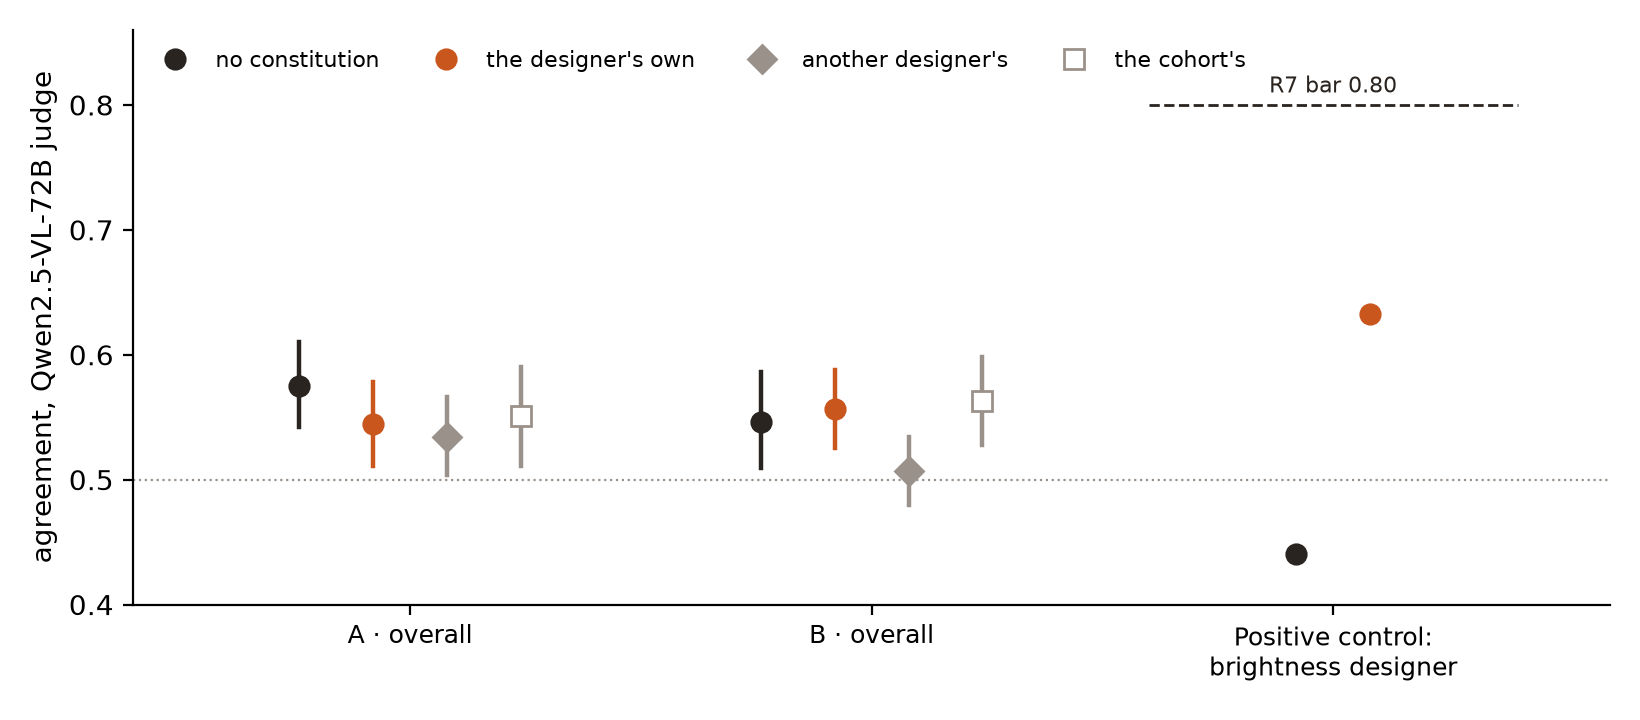 no constitution
the designer's own
another designer's
the cohort's
R7 bar 0.80
agreement, Qwen2.5-VL-72B judge
0.8
0.7
0.6
0.5
0.4
A · overall
B · overall
Positive control:
brightness designer